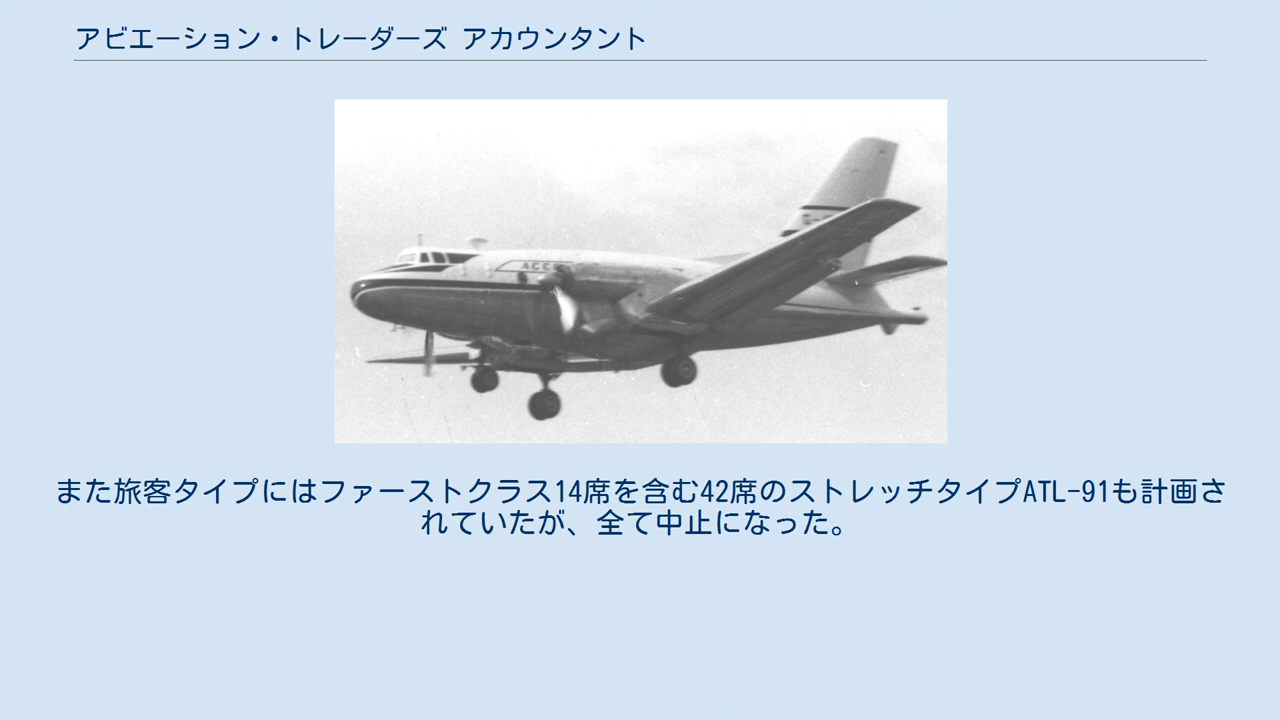 アビエーション・トレーダーズ アカウンタント
また旅客タイプにはファーストクラス14席を含む42席のストレッチタイプATL-91も計画さ
れていたが、全て中止になった。